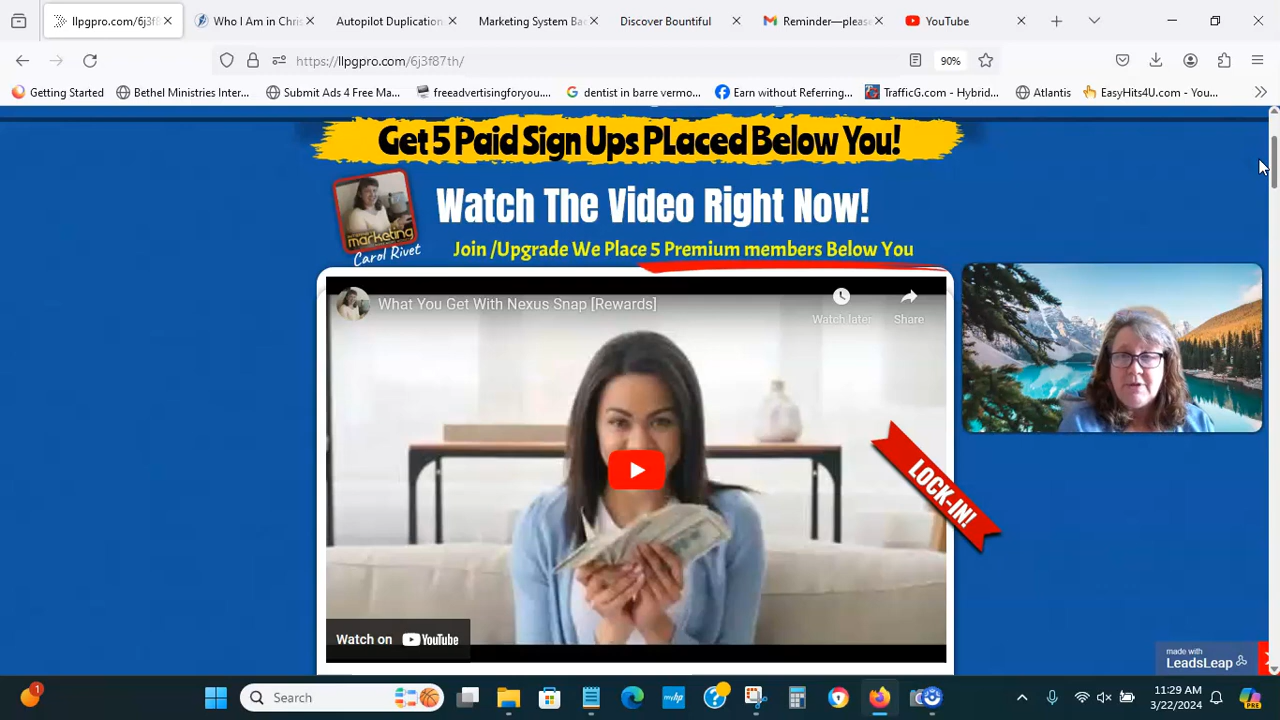 llpgpro.com/6j3f8
Who I Am in Chris
Autopilot Duplication
Marketing System Ba
Discover Bountiful
Reminder—please
YouTube
https://llpgpro.com/6j3f87th/
90%
Getting Started
Bethel Ministries Inter...
Submit Ads 4 Free Ma...
freeadvertisingforyou....
dentist in barre vermo...
Earn without Referring...
TrafficG.com - Hybrid...
Atlantis
EasyHits4U.com - You...
Get 5 Paid Sign Ups PLaced Below You!
Watch The Video Right Now!
marketing
Carol Rivet
Join /Upgrade We Place 5 Premium members Below You
What You Get With Nexus Snap [Rewards]
Watch later
Share
LOCK-IN!
Watch on YouTube
made with
LeadsLeap
1
Search
11:29 AM
3/22/2024
PRE